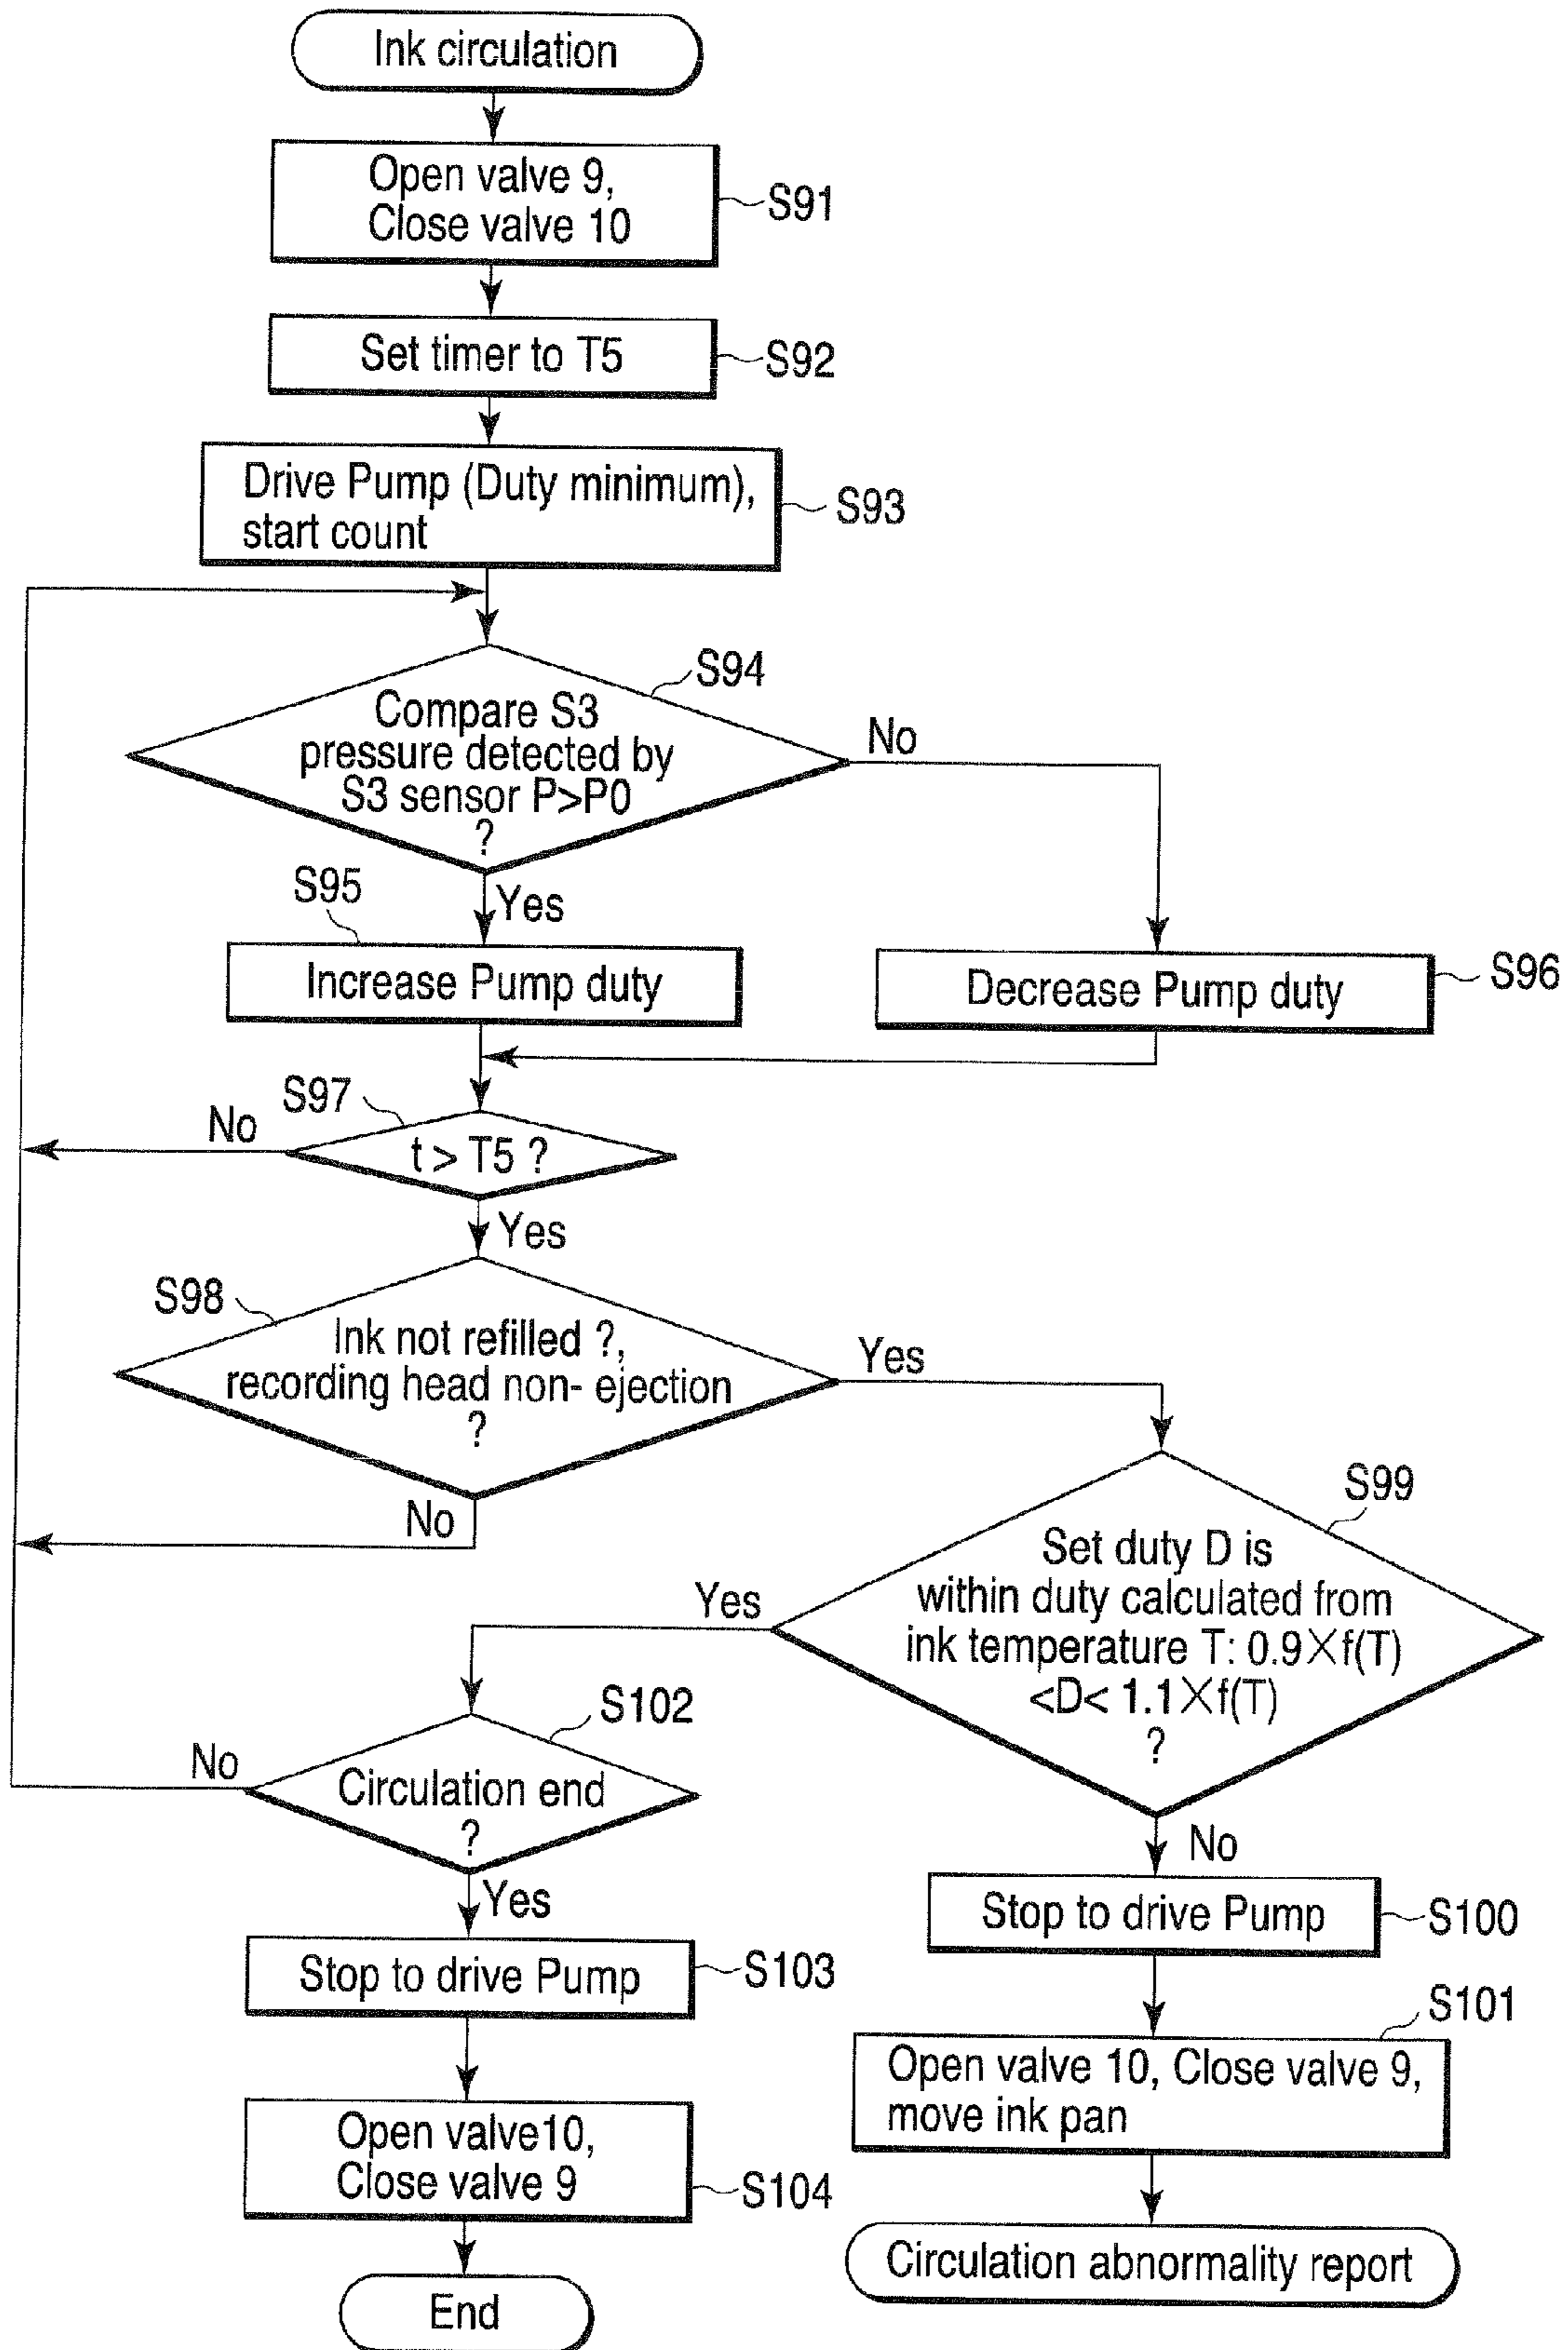 Ink circulation
Open valve 9,
Close valve 10
S91
Set timer to T5
S92
Drive Pump (Duty minimum),
start count
S93
S94
Compare S3
pressure detected by
S3 sensor P>P0
?
No
Yes
S95
Increase Pump duty
Decrease Pump duty
S96
S97
No
t > T5 ?
Yes
S98
Ink not refilled ?,
recording head non- ejection
?
Yes
No
S99
Set duty D is
within duty calculated from
ink temperature T: 0.9×f(T)
<D< 1.1×f(T)
?
Yes
No
S102
Circulation end
?
No
Yes
Stop to drive Pump
S100
Stop to drive Pump
S103
S101
Open valve 10, Close valve 9,
move ink pan
Open valve10,
Close valve 9
S104
Circulation abnormality report
End